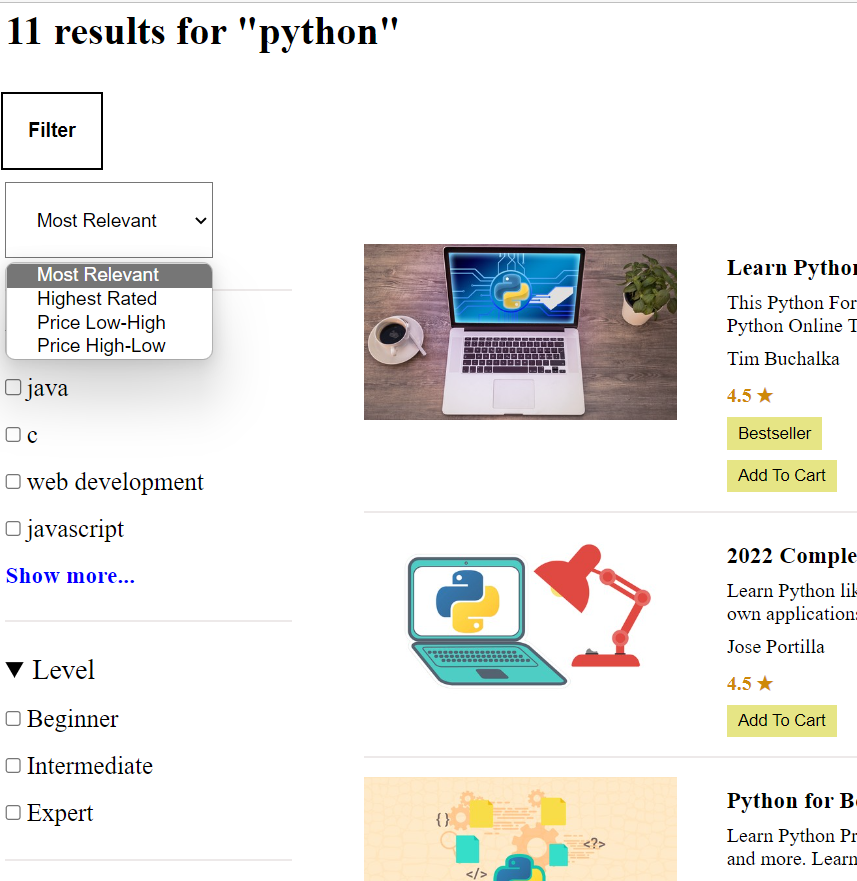 11 results for "python"
Filter
Most Relevant
Most Relevant
Highest Rated
Price Low-High
Price High-Low
java
c
web development
javascript
Show more...
Level
Beginner
Intermediate
Expert
Learn Python
This Python For
Python Online T
Tim Buchalka
4.5 ★
Bestseller
Add To Cart
2022 Comple
Learn Python lik
own applications
Jose Portilla
4.5 ★
Add To Cart
{}
<?>
</>
Python for Be
Learn Python Pr
and more. Learn